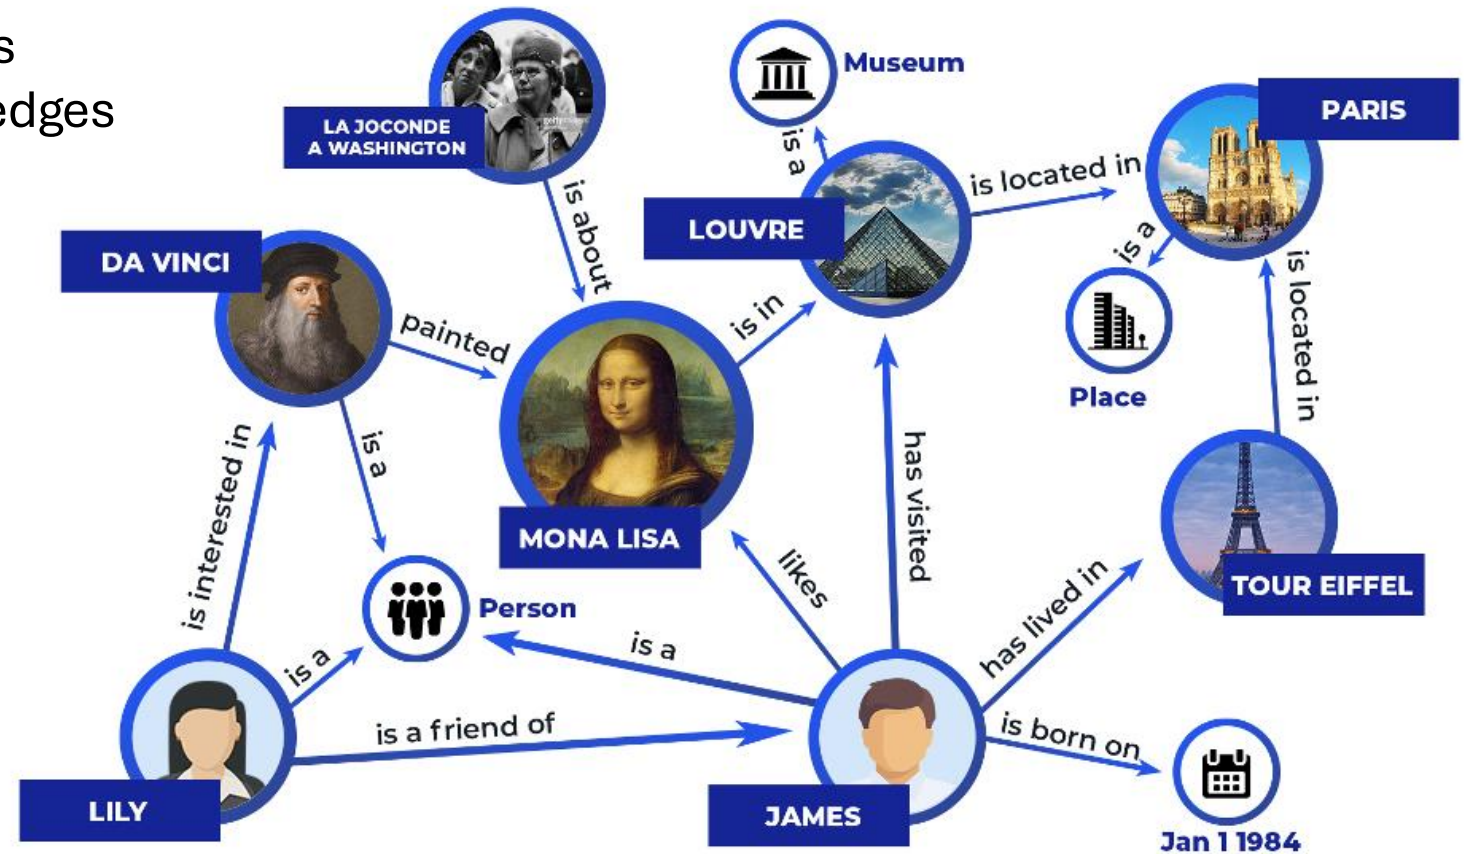 s
edges
LA JOCONDE
A WASHINGTON
gettyimages
Museum
PARIS
is a
is located in
LOUVRE
is about
is a
DA VINCI
painted
is in
is located in
Place
is interested in
is a
has visited
MONA LISA
likes
TOUR EIFFEL
has lived in
Person
is a
is a
is a friend of
is born on
LILY
JAMES
Jan 1 1984